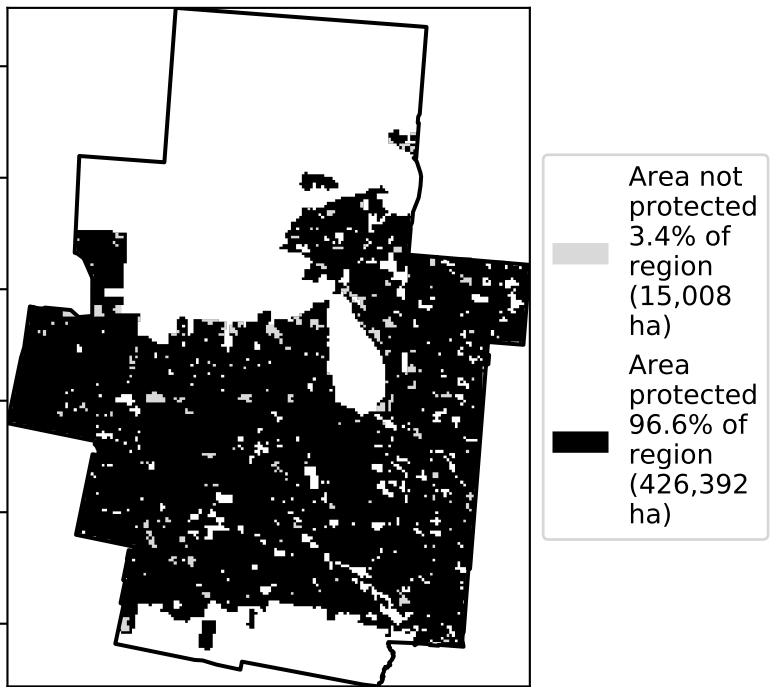 Area not
protected
3.4% of
region
(15,008
ha)
Area
protected
96.6% of
region
(426,392
ha)